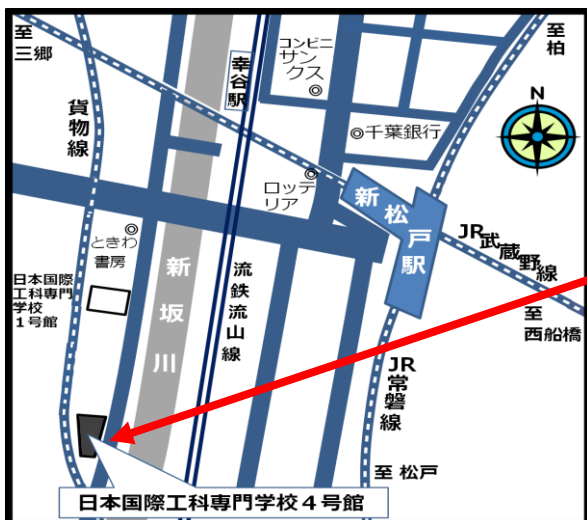 至
三郷
貨物線
幸谷駅
コンビニ
サン
クス
千葉銀行
至
柏
N
ロッテ
リア
新松戸駅
JR武蔵野線
至
西船橋
ときわ
書房
日本国際
工科専門
学校
１号館
新坂川
流鉄流山線
JR常磐線
至 松戸
日本国際工科専門学校４号館